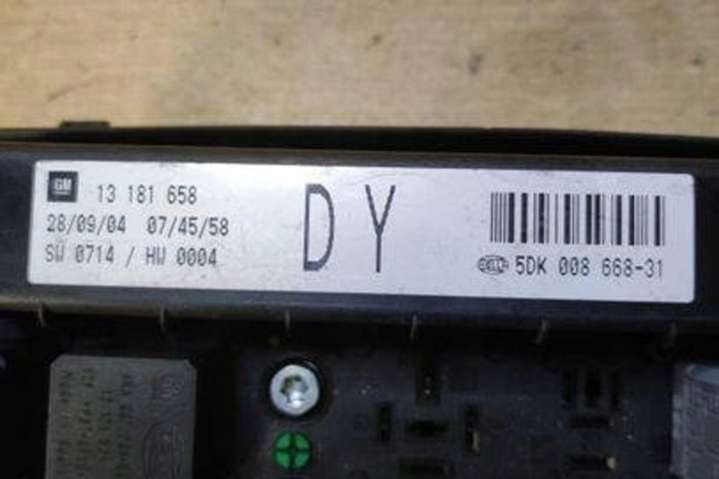 GM 13 181 658
28/09/04 07/45/58
SW 0714 / HW 0004
DY
HELLA 5DK 008 668-31